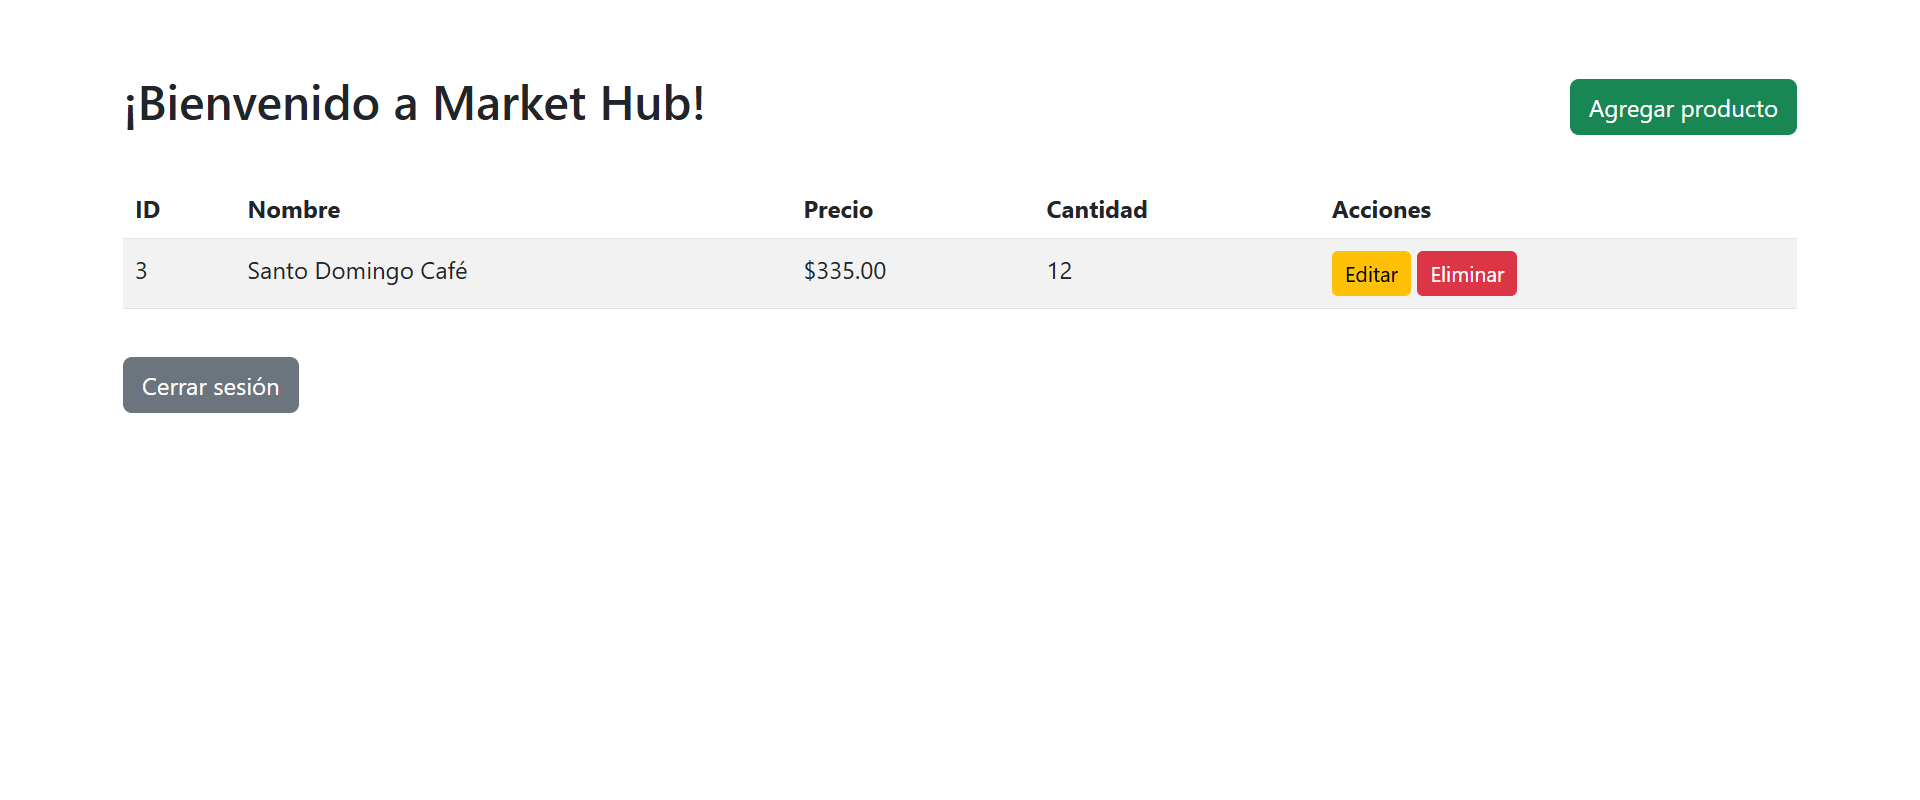 ¡Bienvenido a Market Hub!
Agregar producto
ID Nombre Precio Cantidad Acciones
3 Santo Domingo Café $335.00 12 Editar Eliminar
Cerrar sesión